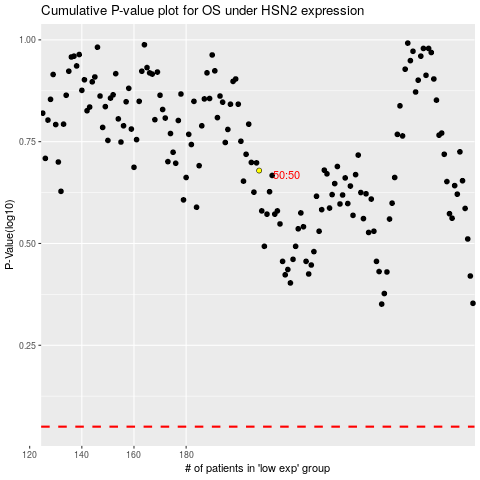 Cumulative P-value plot for OS under HSN2 expression
P-Value(log10)
1.00
0.75
0.50
0.25
50:50
120 140 160 180
# of patients in 'low exp' group